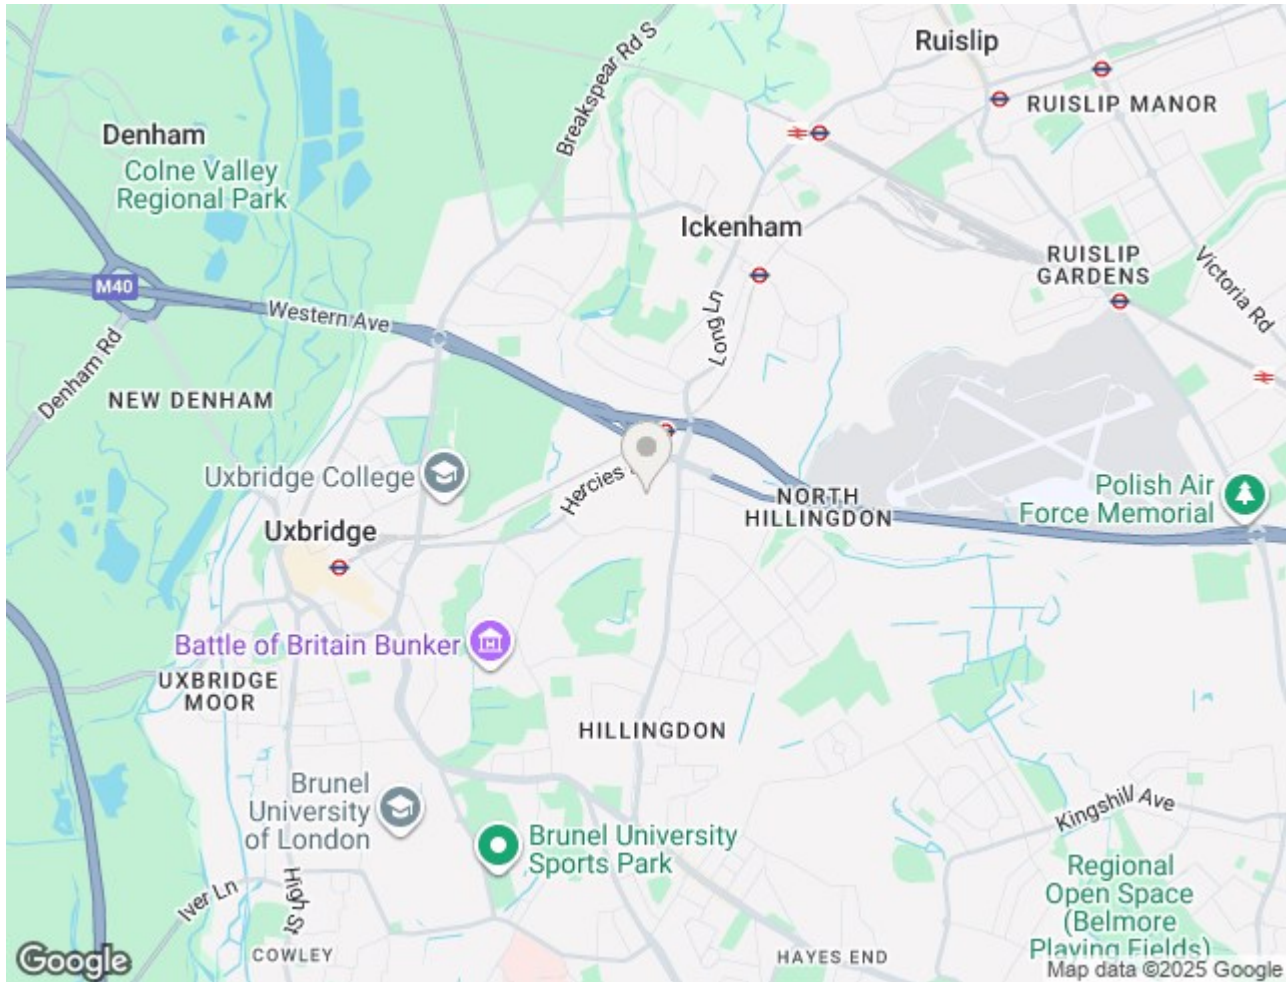 Ruislip
RUISLIP MANOR
Breakspear Rd S
Denham
Colne Valley
Regional Park
Ickenham
RUISLIP
GARDENS
Victoria Rd
M40
Western Ave
Long Ln
Denham Rd
NEW DENHAM
Uxbridge College
Hercies
NORTH
HILLINGDON
Polish Air
Force Memorial
Uxbridge
Battle of Britain Bunker
UXBRIDGE
MOOR
HILLINGDON
Brunel
University
of London
Kingshill Ave
Brunel University
Sports Park
Iver Ln
High St
Regional
Open Space
(Belmore
Playing Fields)
COWLEY
HAYES END
Google
Map data ©2025 Google